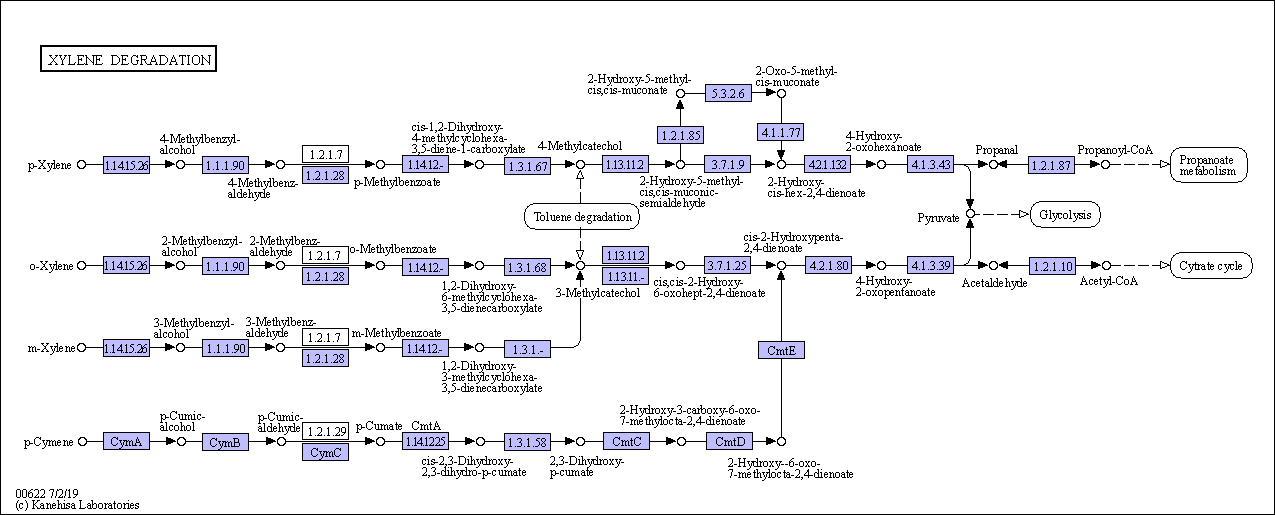 XYLENE DEGRADATION
2-Hydroxy-5-methyl-
cis,cis-muconate
5.3.2.6
2-Oxo-5-methyl-
cis-muconate
1.2.1.85
4.1.1.77
p-Xylene
1.14.15.26
4-Methylbenzyl-
alcohol
1.1.1.90
4-Methylbenz-
aldehyde
1.2.1.7
1.2.1.28
p-Methylbenzoate
1.14.12.-
cis-1,2-Dihydroxy-
4-methylcyclohexa-
3,5-diene-1-carboxylate
1.3.1.67
4-Methylcatechol
1.13.11.2
2-Hydroxy-5-methyl-
cis,cis-muconic-
semialdehyde
3.7.1.9
2-Hydroxy-
cis-hex-2,4-dienoate
4.2.1.132
4-Hydroxy-
2-oxohexanoate
4.1.3.43
Propanal
1.2.1.87
Propanoyl-CoA
Propanoate
metabolism
Toluene degradation
Pyruvate
Glycolysis
o-Xylene
1.14.15.26
2-Methylbenzyl-
alcohol
1.1.1.90
2-Methylbenz-
aldehyde
1.2.1.7
1.2.1.28
o-Methylbenzoate
1.14.12.-
1,2-Dihydroxy-
6-methylcyclohexa-
3,5-dienecarboxylate
1.3.1.68
3-Methylcatechol
1.13.11.2
1.13.11.-
cis,cis-2-Hydroxy-
6-oxohept-2,4-dienoate
3.7.1.25
cis-2-Hydroxypenta-
2,4-dienoate
4.2.1.80
4-Hydroxy-
2-oxopentanoate
4.1.3.39
Acetaldehyde
1.2.1.10
Acetyl-CoA
Cytrate cycle
m-Xylene
1.14.15.26
3-Methylbenzyl-
alcohol
1.1.1.90
3-Methylbenz-
aldehyde
1.2.1.7
1.2.1.28
m-Methylbenzoate
1.14.12.-
1,2-Dihydroxy-
3-methylcyclohexa-
3,5-dienecarboxylate
1.3.1.-
CmtE
p-Cymene
CymA
p-Cumic-
alcohol
CymB
p-Cumic-
aldehyde
1.2.1.29
CymC
p-Cumate
CmtA
1.14.12.25
cis-2,3-Dihydroxy-
2,3-dihydro-p-cumate
1.3.1.58
2,3-Dihydroxy-
p-cumate
CmtC
2-Hydroxy-3-carboxy-6-oxo-
7-methylocta-2,4-dienoate
CmtD
2-Hydroxy--6-oxo-
7-methylocta-2,4-dienoate
00622 7/2/19
(c) Kanehisa Laboratories